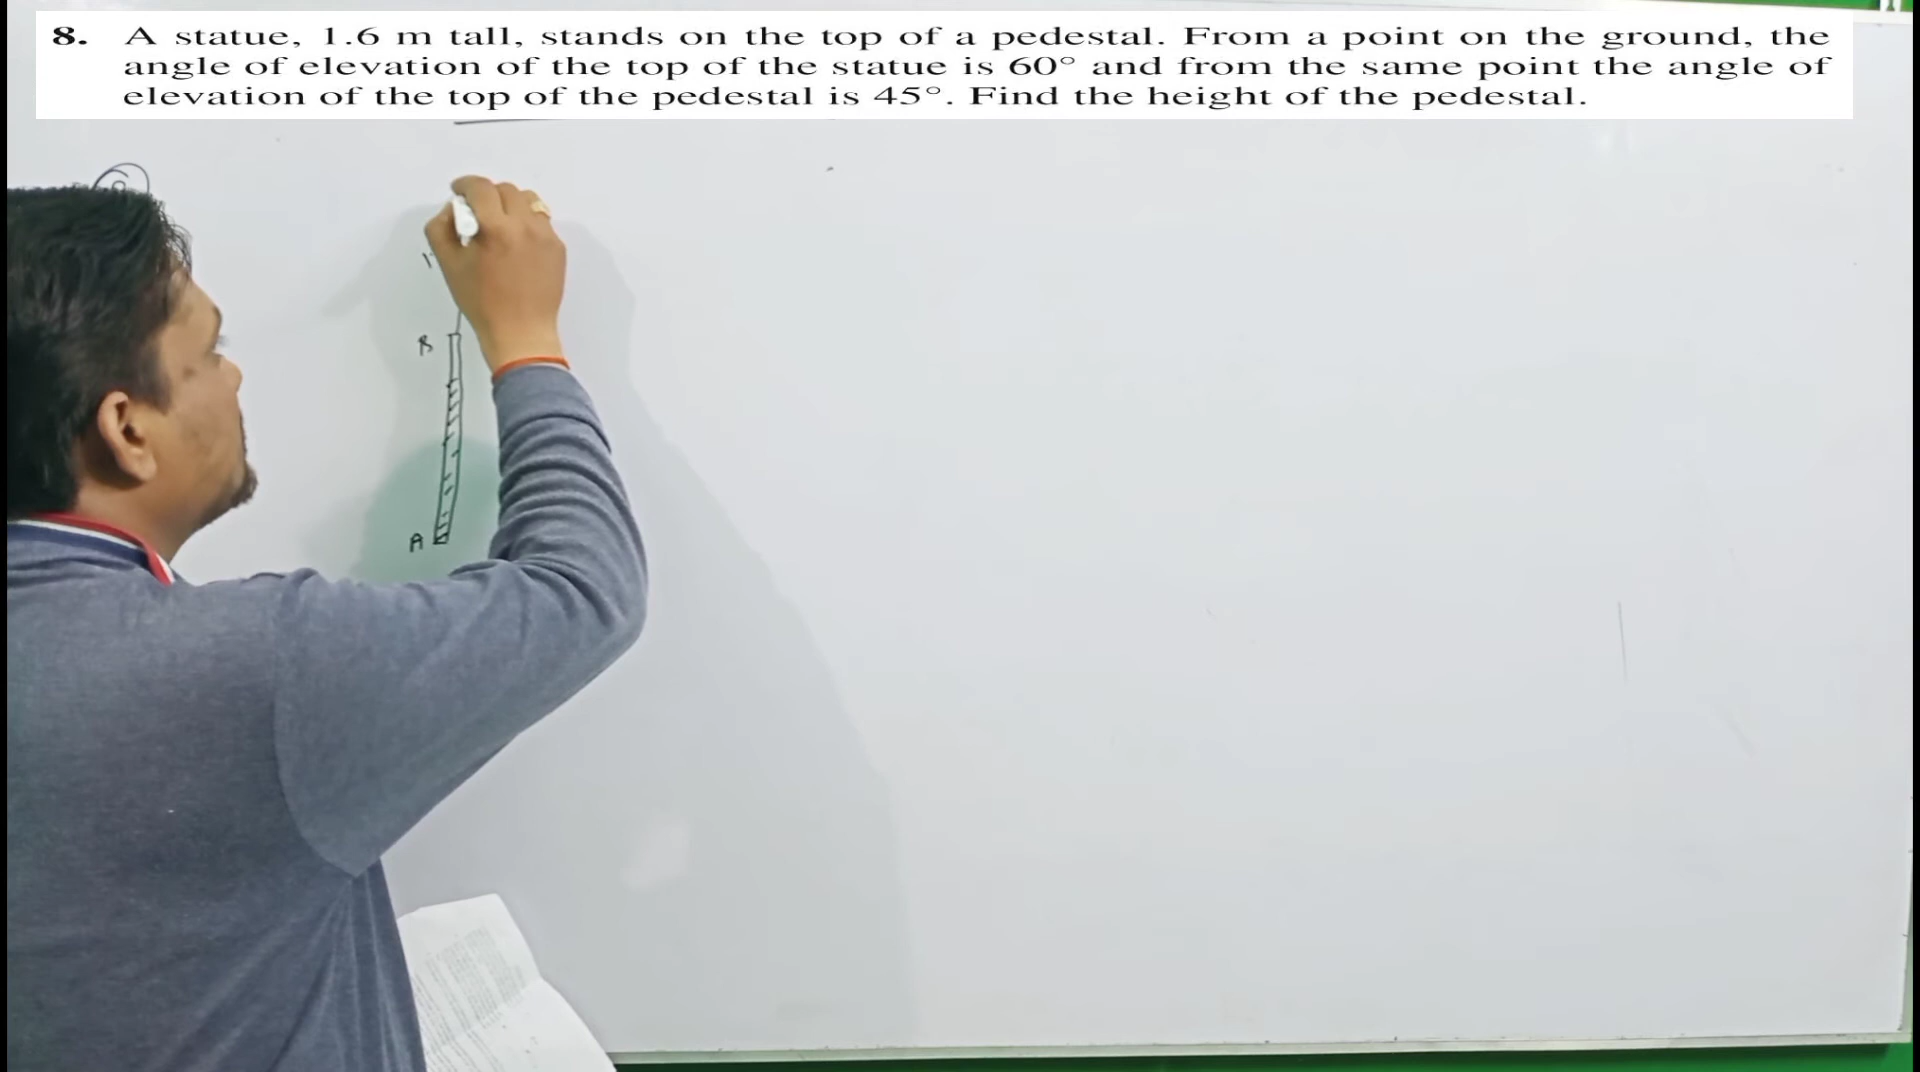 8. A statue, 1.6 m tall, stands on the top of a pedestal. From a point on the ground, the
angle of elevation of the top of the statue is 60° and from the same point the angle of
elevation of the top of the pedestal is 45°. Find the height of the pedestal.
B
A